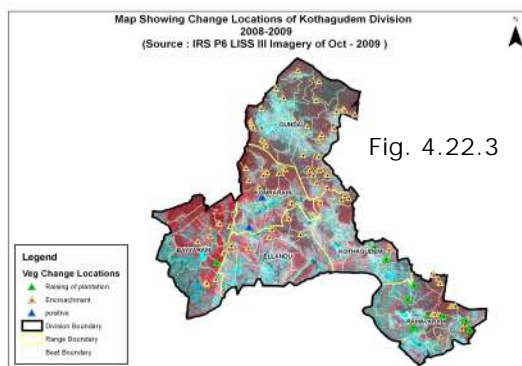 Map Showing Change Locations of Kothagudem Division
2008-2009
(Source : IRS P6 LISS III Imagery of Oct - 2009 )
N
Fig. 4.22.3
GUNDALA
KOTHAGUDEM
YELLANDU
Legend
Veg Change Locations
Raising of plantation
Encroachment
positive
Division Boundary
Range Boundary
Beat Boundary